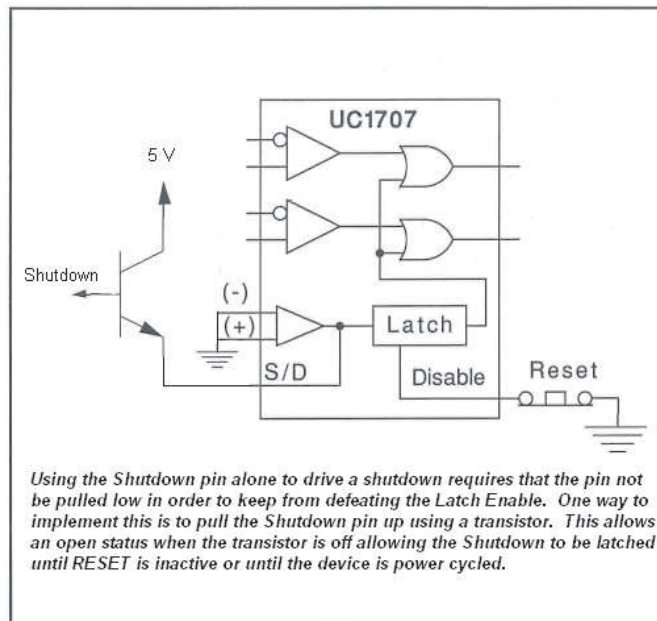 UC1707
5 V
Shutdown
(-)
(+)
Latch
S/D
Disable
Reset
Using the Shutdown pin alone to drive a shutdown requires that the pin not
be pulled low in order to keep from defeating the Latch Enable. One way to
implement this is to pull the Shutdown pin up using a transistor. This allows
an open status when the transistor is off allowing the Shutdown to be latched
until RESET is inactive or until the device is power cycled.